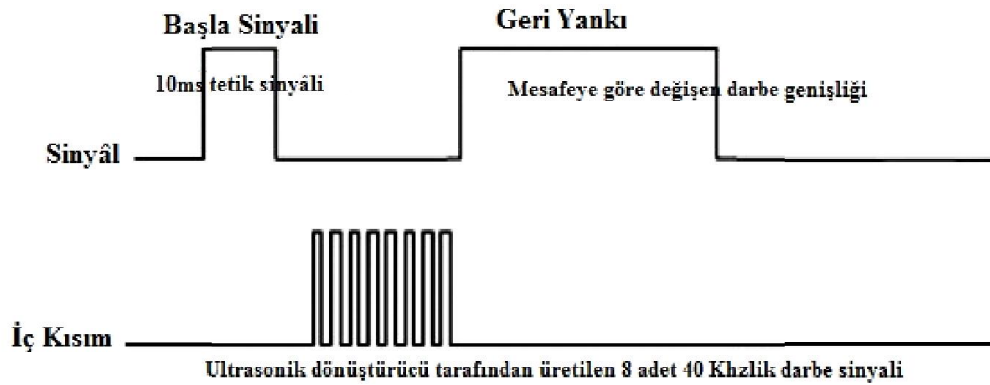 Başla Sinyali
Geri Yankı
10ms tetik sinyâli
Mesafeye göre değişen darbe genişliği
Sinyâl
İç Kısım
Ultrasonik dönüştürücü tarafından üretilen 8 adet 40 Khzlik darbe sinyali